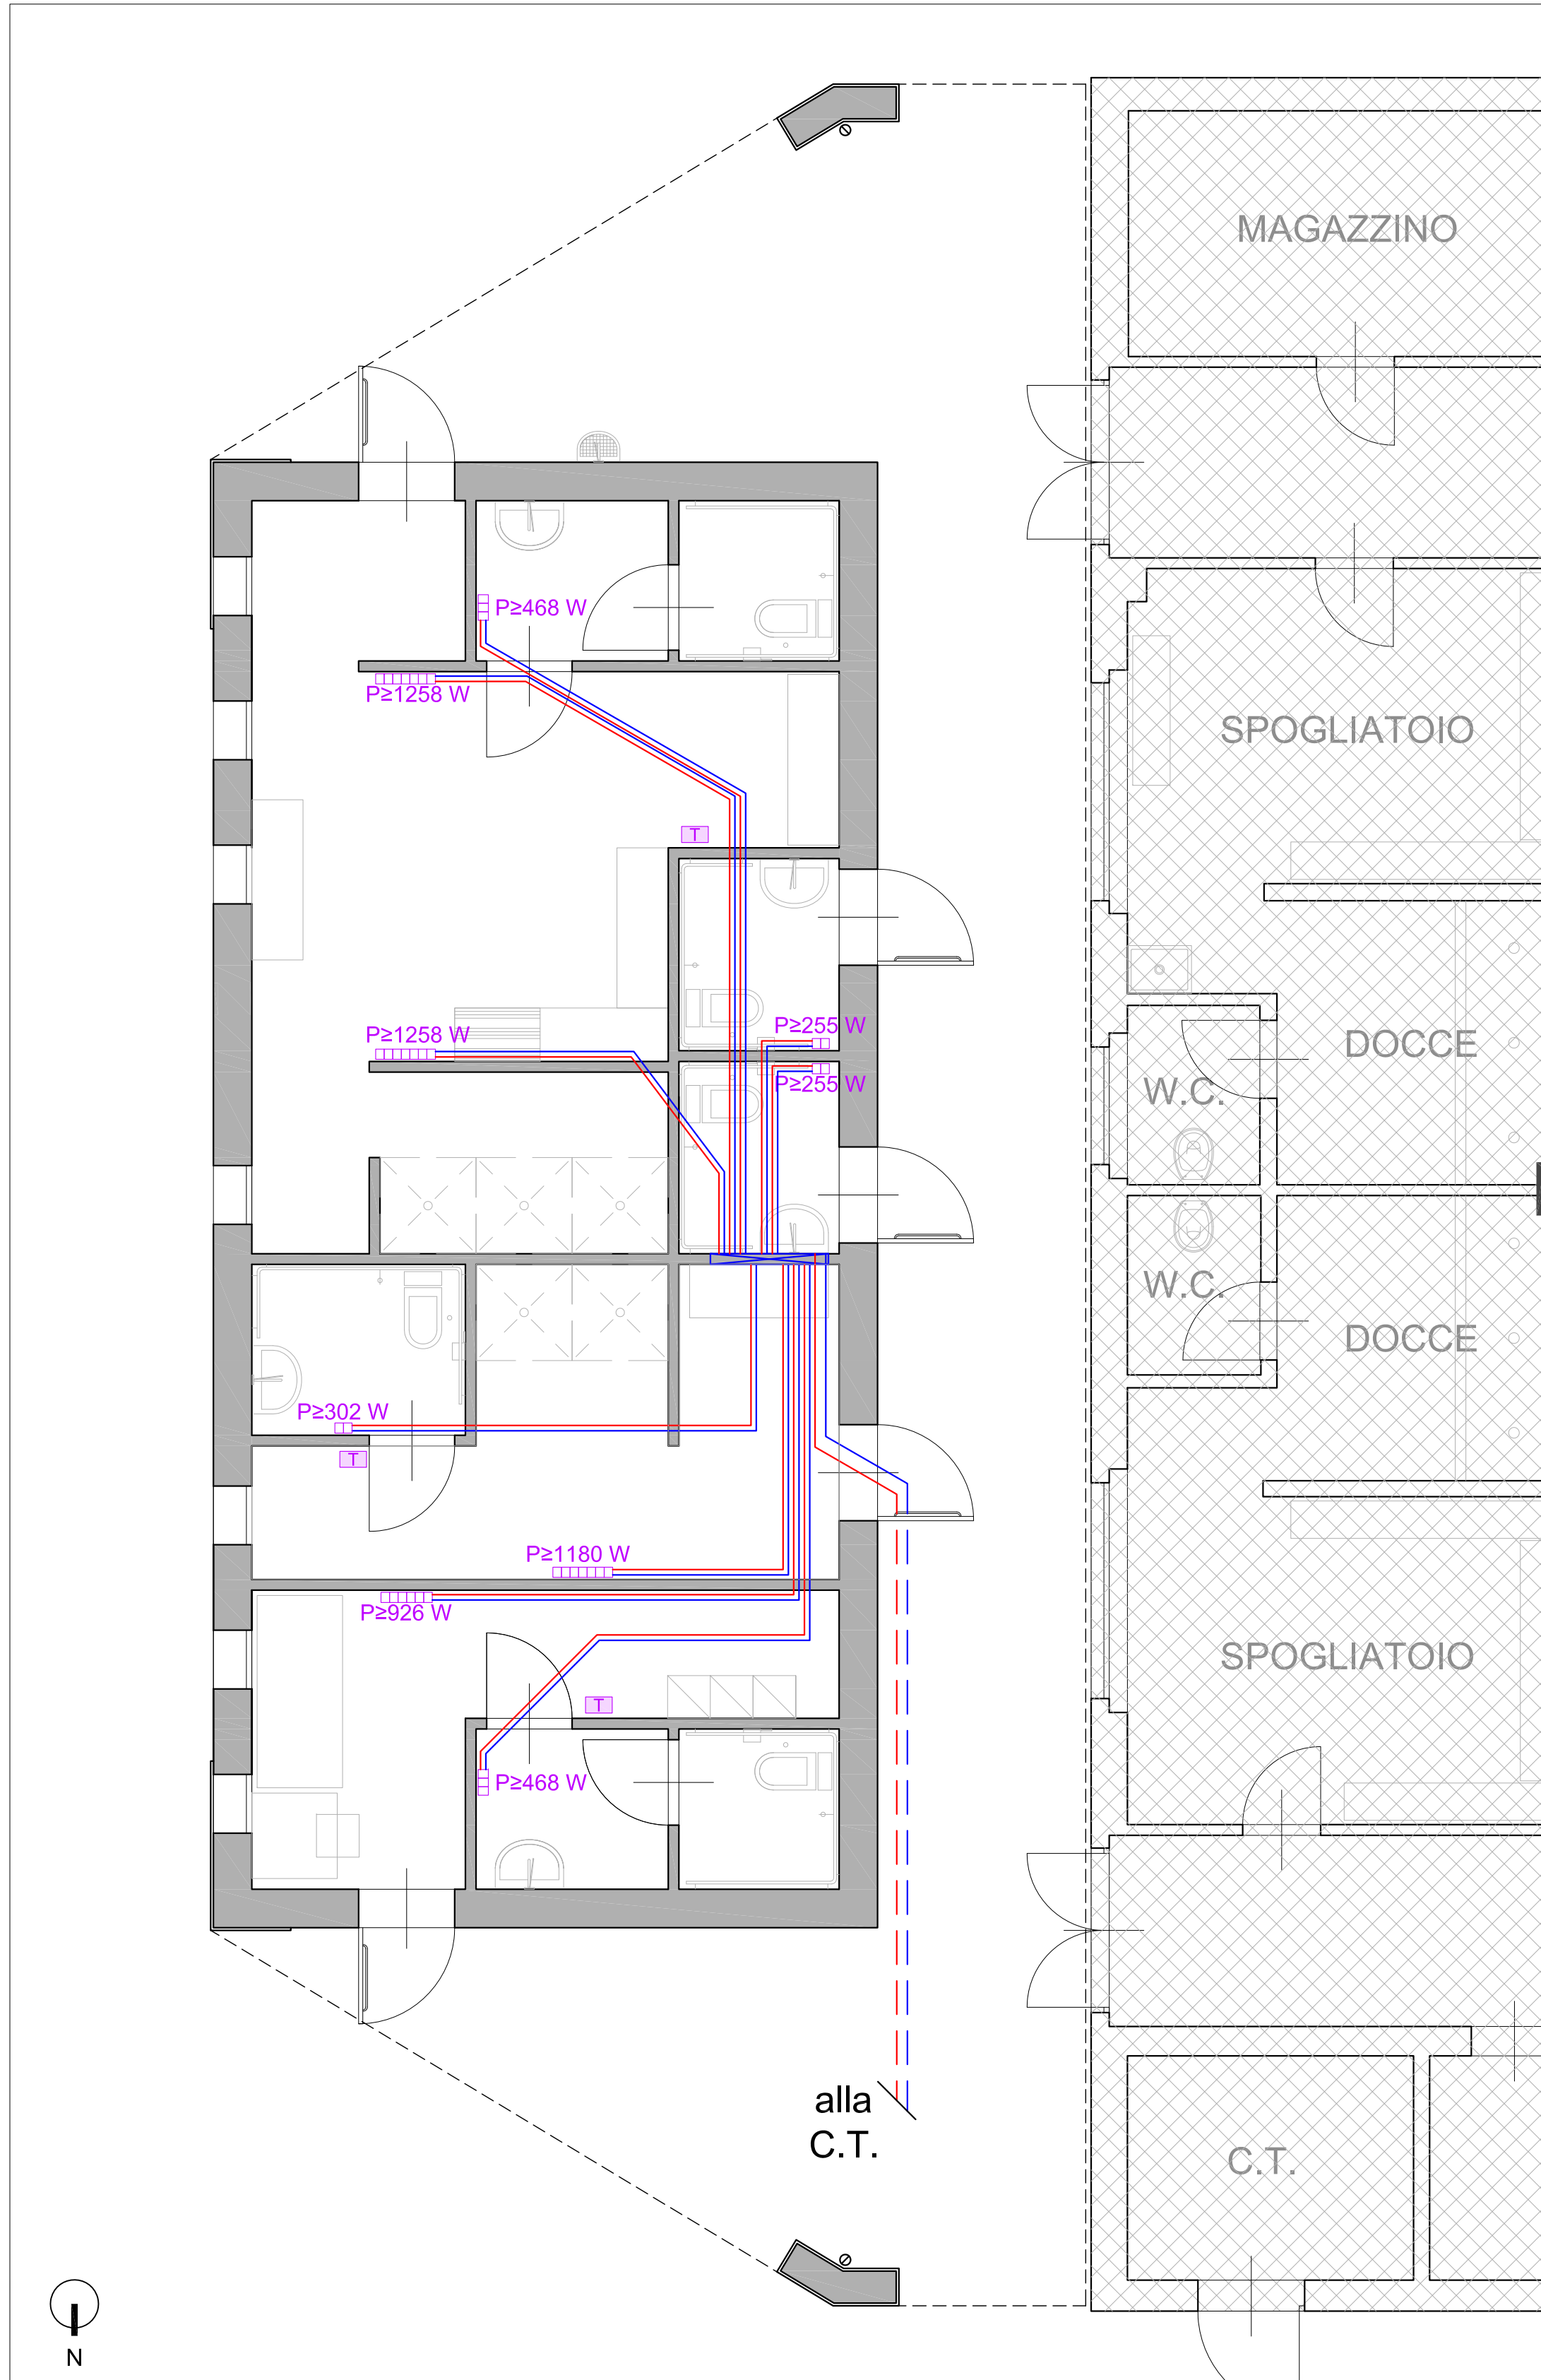 MAGAZZINO
P≥468 W
P≥1258 W
SPOGLIATOIO
T
P≥1258 W
P≥255 W
DOCCE
P≥255 W
W.C.
W.C.
DOCCE
P≥302 W
T
P≥1180 W
P≥926 W
SPOGLIATOIO
T
P≥468 W
alla
C.T.
C.T.
N